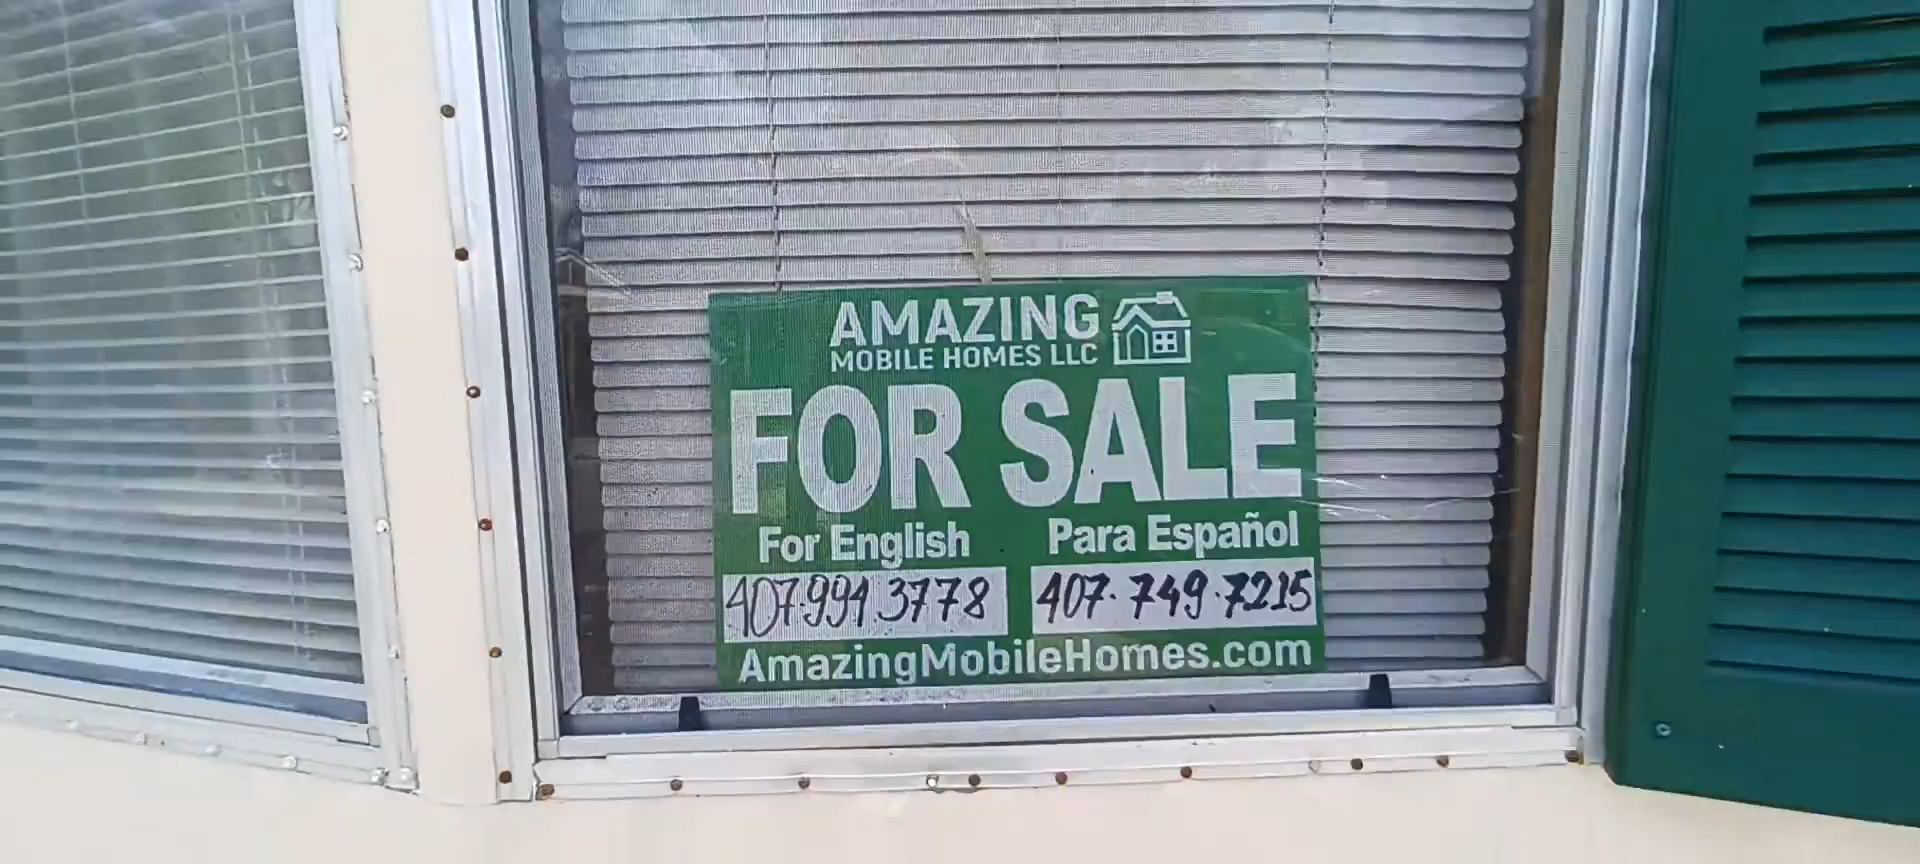 AMAZING
MOBILE HOMES LLC
FOR SALE
For English
407.994.3778
Para Español
407.749.7215
AmazingMobileHomes.com